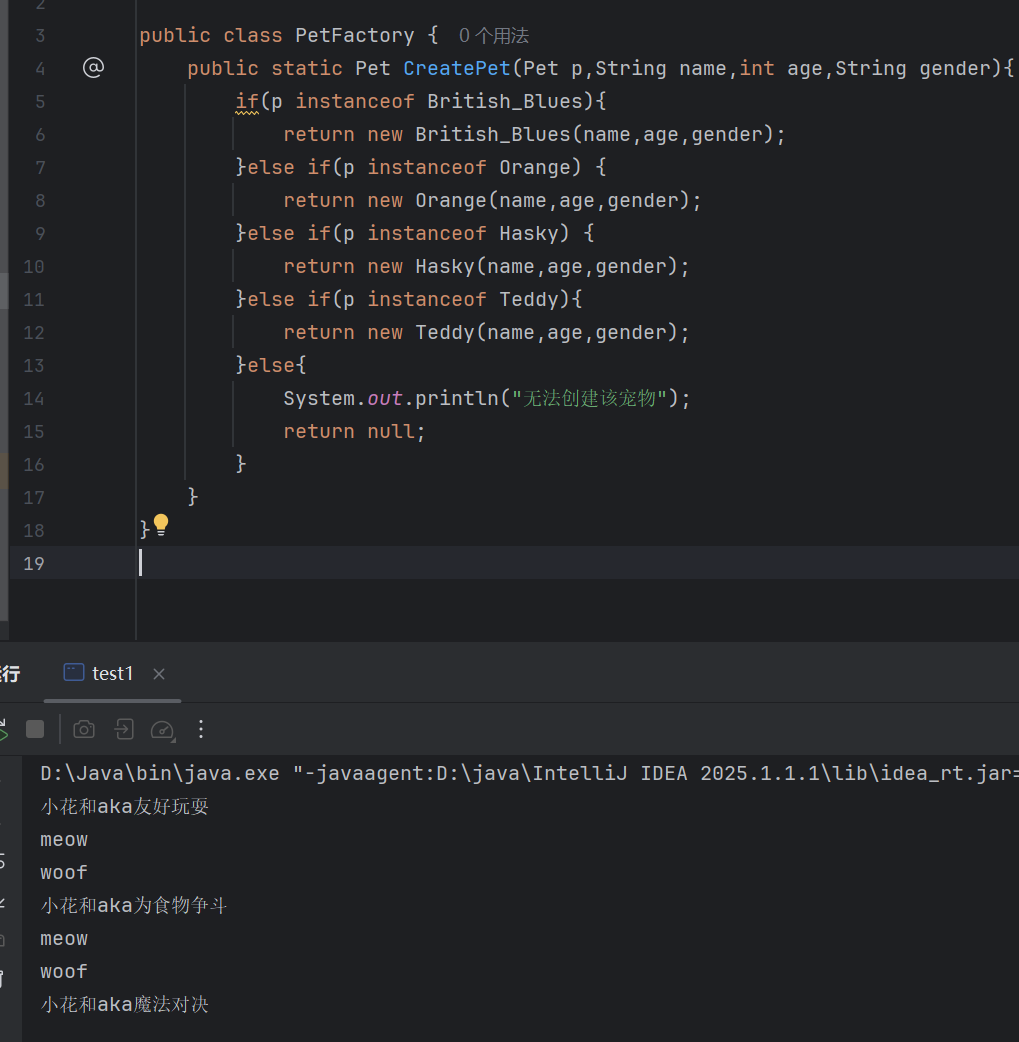 2
3 public class PetFactory { 0 个用法
4 @ public static Pet CreatePet(Pet p,String name,int age,String gender){
5 if(p instanceof British_Blues){
6 return new British_Blues(name,age,gender);
7 }else if(p instanceof Orange) {
8 return new Orange(name,age,gender);
9 }else if(p instanceof Hasky) {
10 return new Hasky(name,age,gender);
11 }else if(p instanceof Teddy){
12 return new Teddy(name,age,gender);
13 }else{
14 System.out.println("无法创建该宠物");
15 return null;
16 }
17 }
18 }
19
行 test1
D:\Java\bin\java.exe "-javaagent:D:\java\IntelliJ IDEA 2025.1.1.1\lib\idea_rt.jar=
小花和aka友好玩耍
meow
woof
小花和aka为食物争斗
meow
woof
小花和aka魔法对决